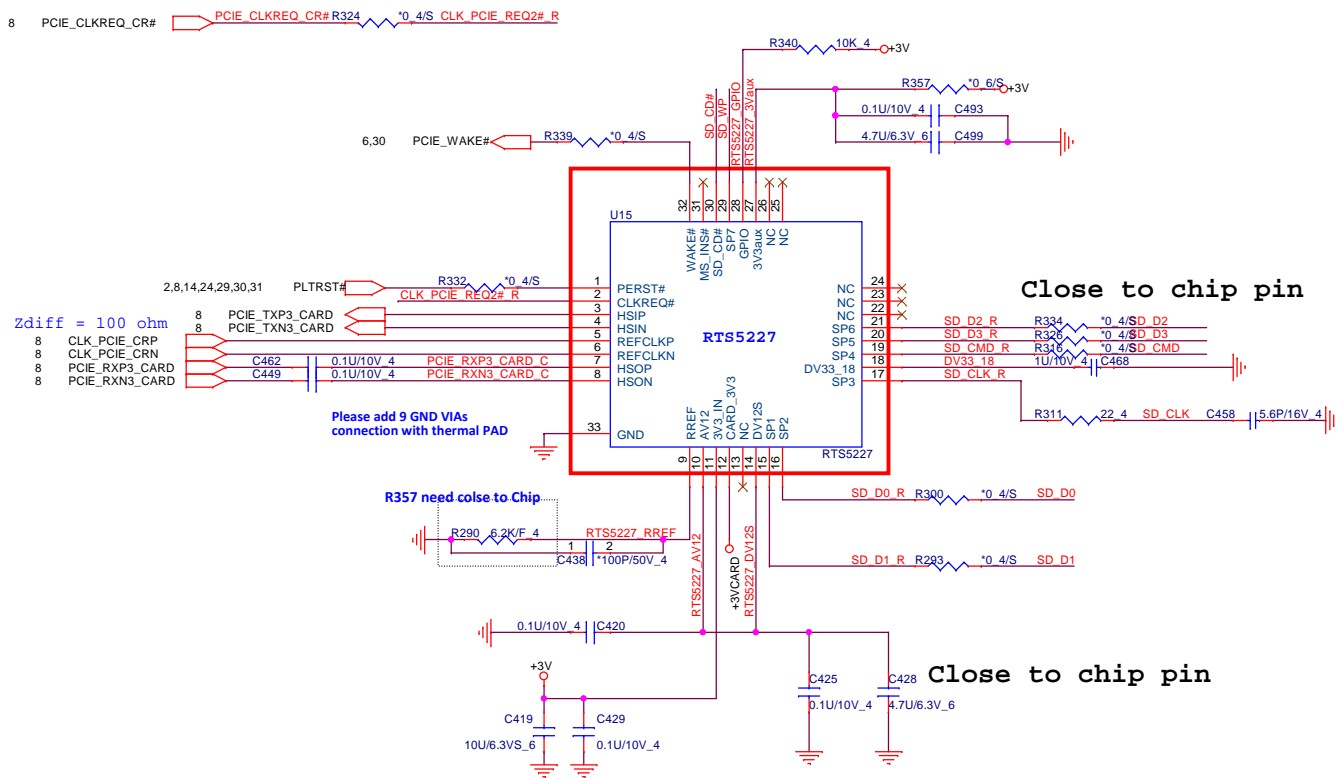 8 PCIE_CLKREQ_CR# PCIE_CLKREQ_CR# R324 *0_4/S CLK_PCIE_REQ2#_R
R340 10K_4 +3V
R357 *0_6/S +3V
0.1U/10V_4 C493
4.7U/6.3V_6 C499
SD_CD#
SD_WP
RTS5227_GPIO
RTS5227_3Vaux
6,30 PCIE_WAKE# R339 *0_4/S
32 31 30 29 28 27 26 25
U15
WAKE# MS_INS# SD_CD# SP7 GPIO 3V3aux NC NC
2,8,14,24,29,30,31 PLTRST# R332 *0_4/S 1 PERST#
CLK_PCIE_REQ2#_R 2 CLKREQ#
8 PCIE_TXP3_CARD 3 HSIP
8 PCIE_TXN3_CARD 4 HSIN
Zdiff = 100 ohm
8 CLK_PCIE_CRP 5 REFCLKP
8 CLK_PCIE_CRN 6 REFCLKN
8 PCIE_RXP3_CARD C462 0.1U/10V_4 PCIE_RXP3_CARD_C 7 HSOP
8 PCIE_RXN3_CARD C449 0.1U/10V_4 PCIE_RXN3_CARD_C 8 HSON
RTS5227
Close to chip pin
NC 24
NC 23
NC 22
SP6 21 SD_D2_R R334 *0_4/S SD_D2
SP5 20 SD_D3_R R326 *0_4/S SD_D3
SP4 19 SD_CMD_R R316 *0_4/S SD_CMD
DV33_18 18 DV33_18 1U/10V_4 C468
SP3 17 SD_CLK_R
R311 22_4 SD_CLK C458 5.6P/16V_4
Please add 9 GND VIAs
connection with thermal PAD
33 GND
RREF AV12 3V3_IN CARD_3V3 NC DV12S SP1 SP2
RTS5227
9 10 11 12 13 14 15 16
SD_D0_R R300 *0_4/S SD_D0
R357 need colse to Chip
R290 6.2K/F_4 RTS5227_RREF
1 2
C438 *100P/50V_4
RTS5227_AV12
+3VCARD
RTS5227_DV12S
SD_D1_R R293 *0_4/S SD_D1
0.1U/10V_4 C420
+3V
C425
0.1U/10V_4
C428
4.7U/6.3V_6
Close to chip pin
C419
10U/6.3VS_6
C429
0.1U/10V_4